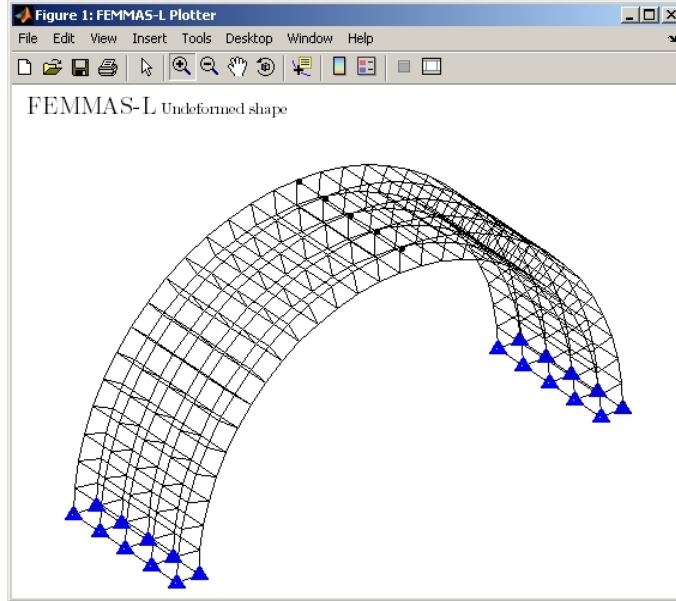 Figure 1: FEMMAS-L Plotter
File Edit View Insert Tools Desktop Window Help
FEMMAS-L Undeformed shape